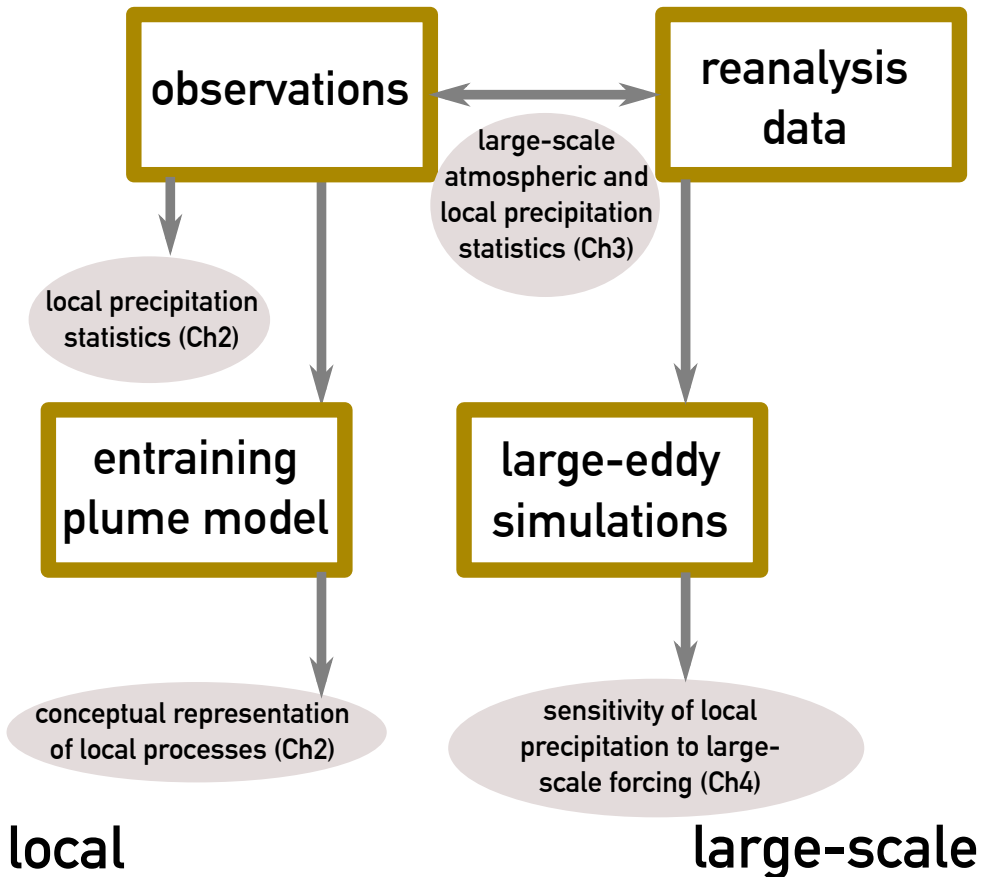 observations
reanalysis
data
large-scale
atmospheric and
local precipitation
statistics (Ch3)
local precipitation
statistics (Ch2)
entraining
plume model
large-eddy
simulations
conceptual representation
of local processes (Ch2)
sensitivity of local
precipitation to large-
scale forcing (Ch4)
local
large-scale